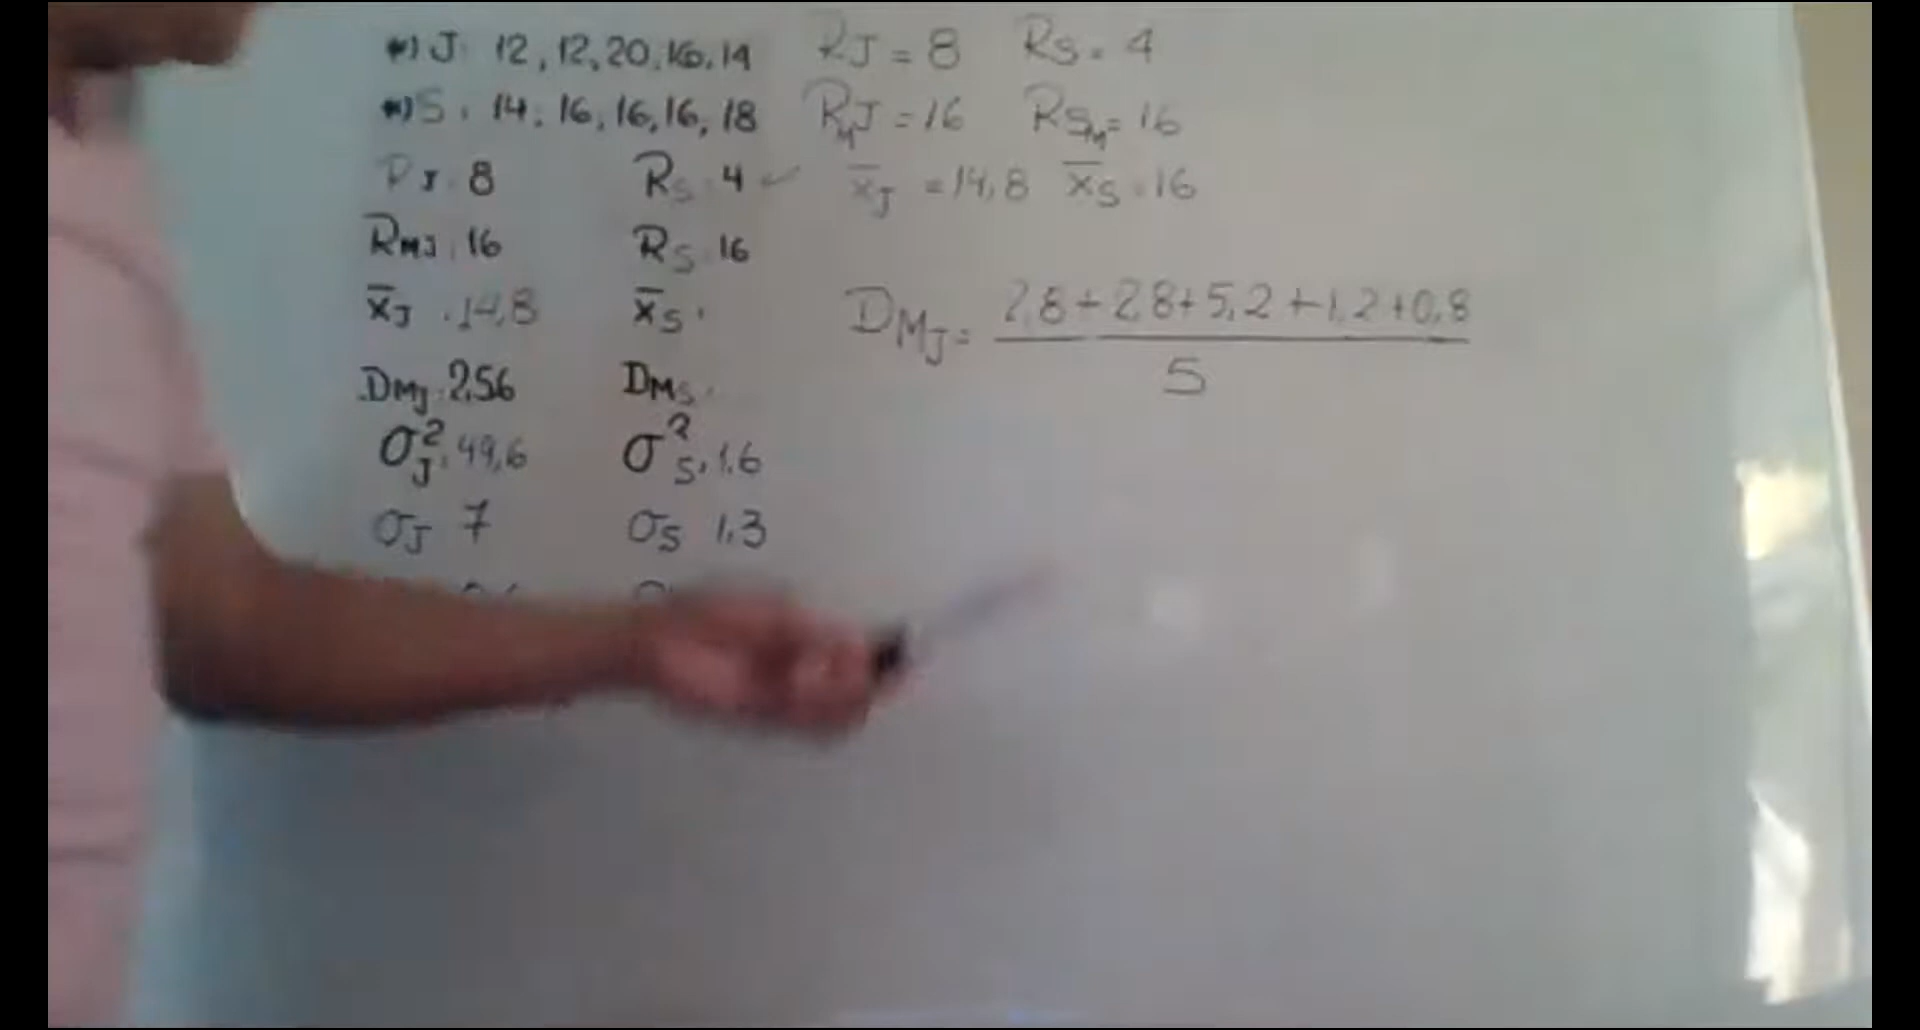 *) J: 12, 12, 20, 16, 14 RJ = 8 RS = 4
*) S: 14, 16, 16, 16, 18 RMJ = 16 RSM = 16
J 8 RS 4 x̄J = 14,8 x̄S = 16
RMJ 16 RS 16
x̄J 14,8 x̄S
DMJ = 2,8 + 2,8 + 5,2 + 1,2 + 0,8
5
DMJ 2,56 DMS
σ²J 49,6 σ²S 1,6
σJ 7 σS 1,3